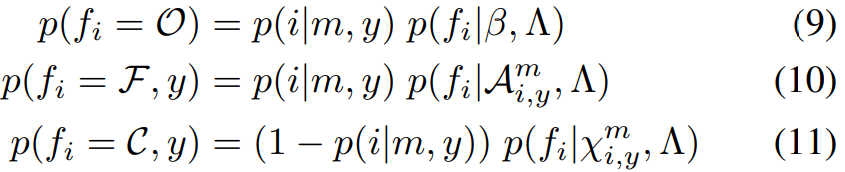 p(f_i = 𝒪) = p(i|m, y) p(f_i|β, Λ) (9)
p(f_i = ℱ, y) = p(i|m, y) p(f_i|𝒜^m_{i,y}, Λ) (10)
p(f_i = 𝒞, y) = (1 − p(i|m, y)) p(f_i|χ^m_{i,y}, Λ) (11)